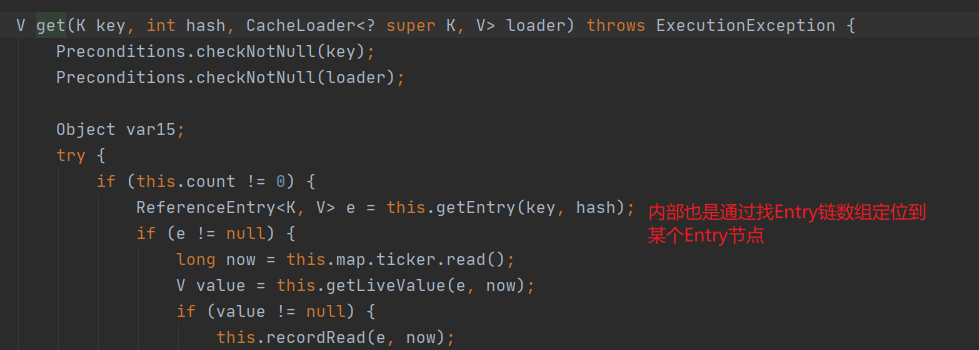 V get(K key, int hash, CacheLoader<? super K, V> loader) throws ExecutionException {
Preconditions.checkNotNull(key);
Preconditions.checkNotNull(loader);
Object var15;
try {
if (this.count != 0) {
ReferenceEntry<K, V> e = this.getEntry(key, hash);
内部也是通过找Entry链数组定位到
某个Entry节点
if (e != null) {
long now = this.map.ticker.read();
V value = this.getLiveValue(e, now);
if (value != null) {
this.recordRead(e, now);